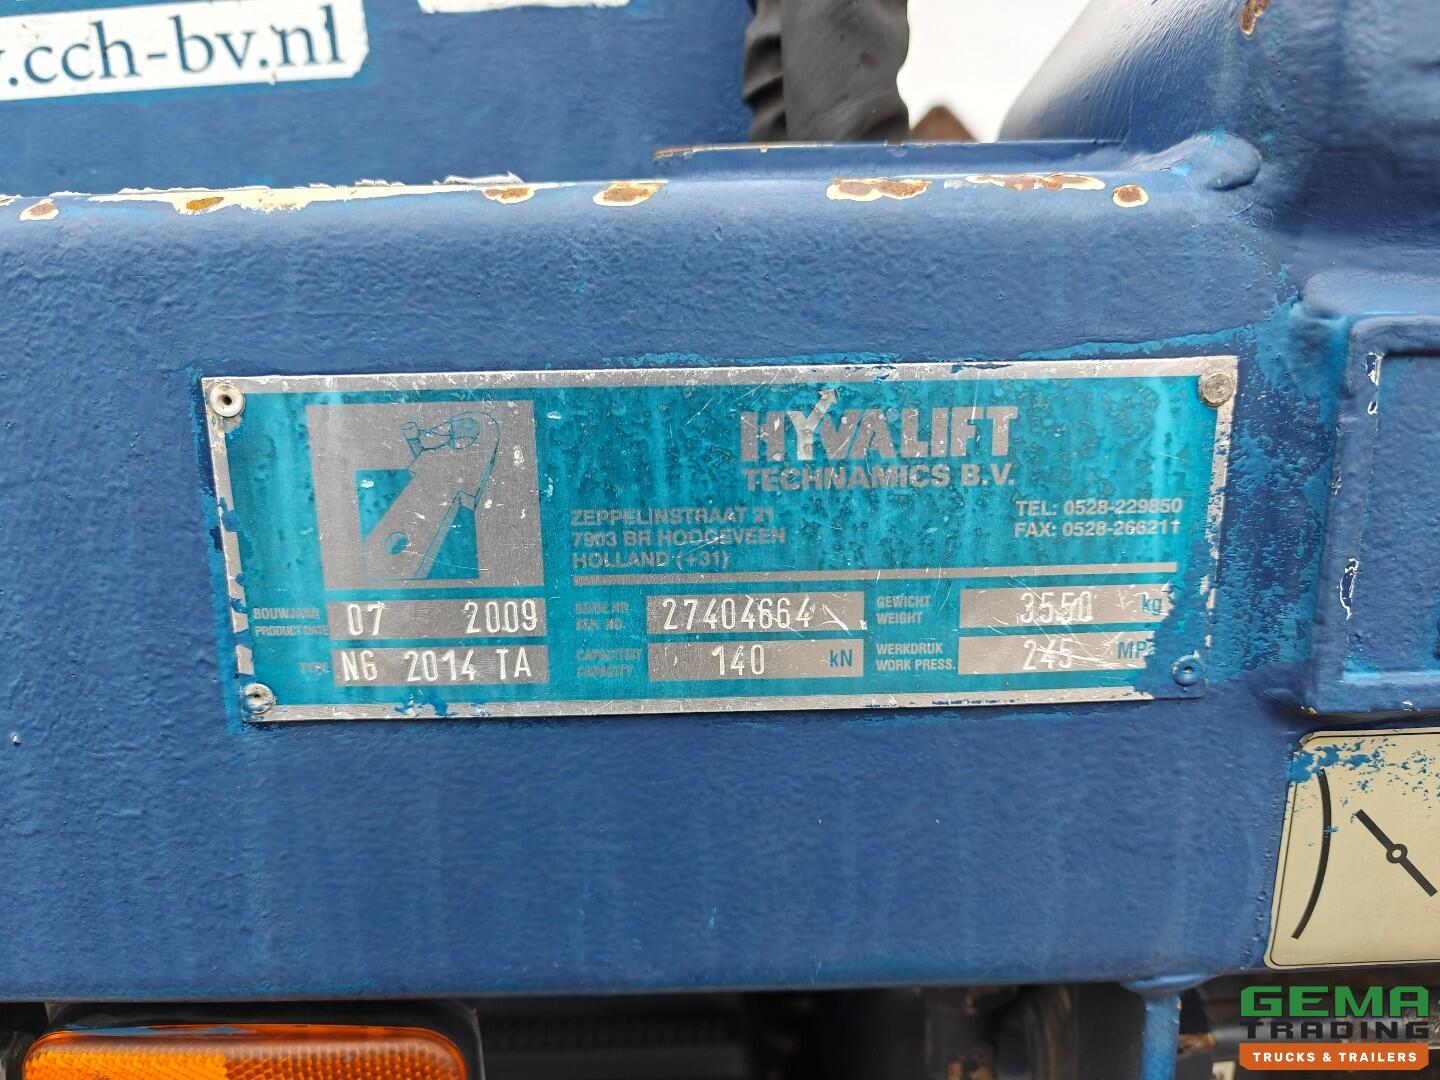 .cch-bv.nl
HYVALIFT
TECHNAMICS B.V.
ZEPPELINSTRAAT 21
7903 BR HOOGEVEEN
HOLLAND (+31)
TEL: 0528-229850
FAX: 0528-266211
BOUWJAAR
PRODUCT DATE
07 2009
SERIE NR.
SER. NO.
27404664
GEWICHT
WEIGHT
3550 kg
TYPE
NG 2014 TA
CAPACITEIT
CAPACITY
140 kN
WERKDRUK
WORK PRESS.
245 MP
GEMA
TRADING
TRUCKS & TRAILERS